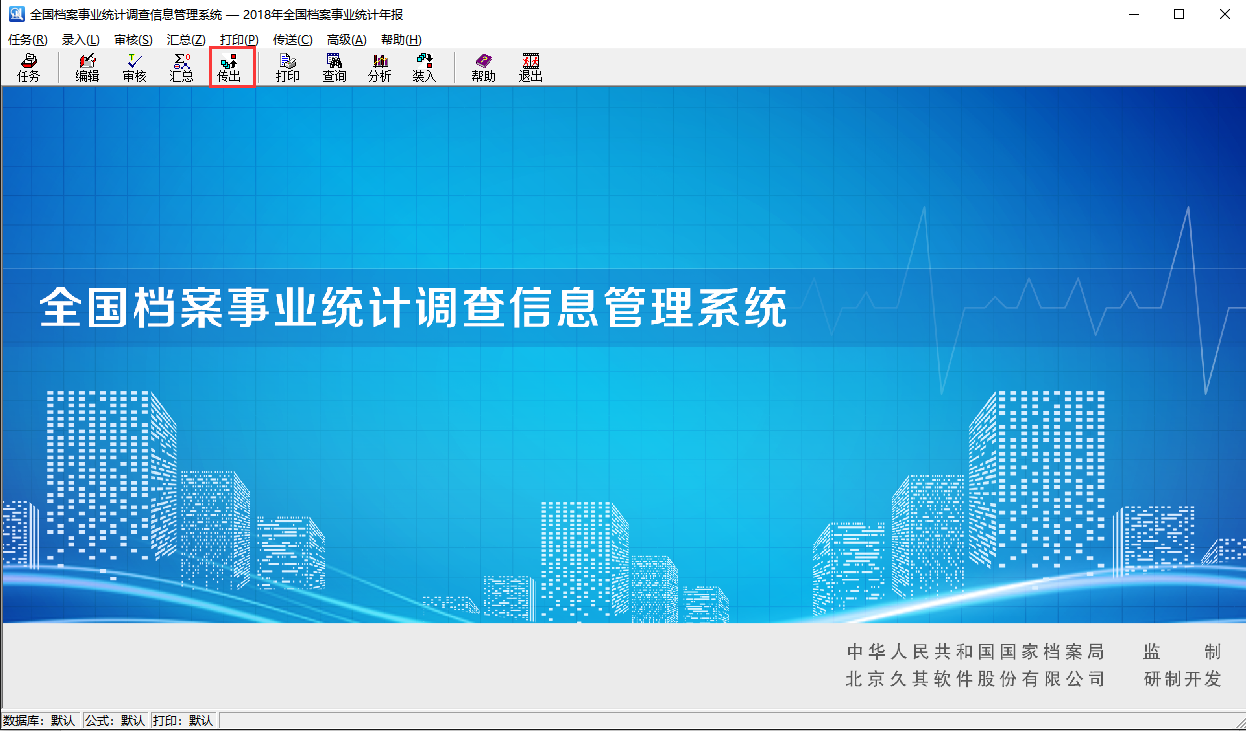 全国档案事业统计调查信息管理系统 — 2018年全国档案事业统计年报
任务(R) 录入(L) 审核(S) 汇总(Z) 打印(P) 传送(C) 高级(A) 帮助(H)
任务 编辑 审核 汇总 传出 打印 查询 分析 装入 帮助 退出
全国档案事业统计调查信息管理系统
中华人民共和国国家档案局 监 制
北京久其软件股份有限公司 研制开发
数据库: 默认 公式: 默认 打印: 默认